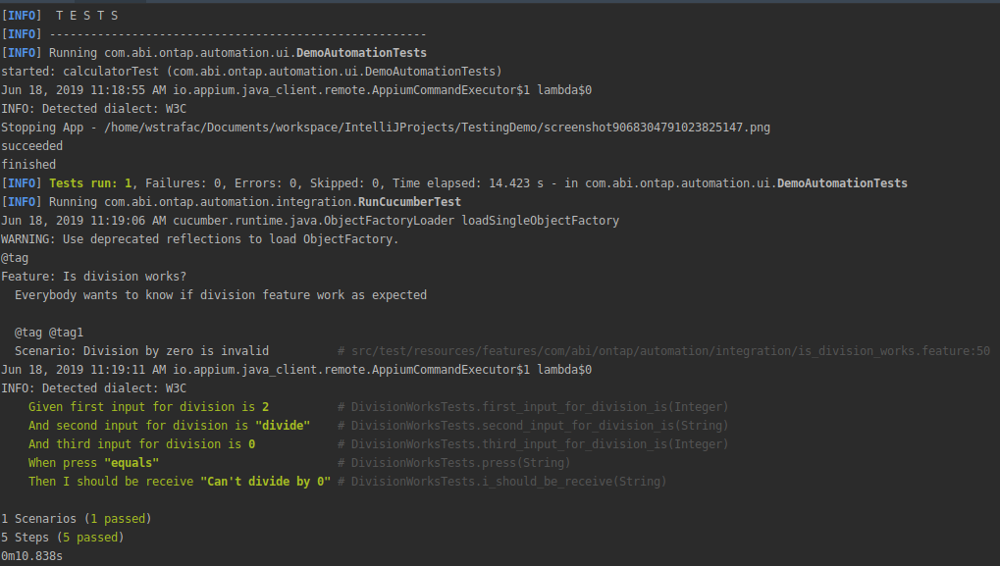 [INFO]  T E S T S
[INFO] -------------------------------------------------------
[INFO] Running com.abi.ontap.automation.ui.DemoAutomationTests
started: calculatorTest (com.abi.ontap.automation.ui.DemoAutomationTests)
Jun 18, 2019 11:18:55 AM io.appium.java_client.remote.AppiumCommandExecutor$1 lambda$0
INFO: Detected dialect: W3C
Stopping App - /home/wstrafac/Documents/workspace/IntelliJProjects/TestingDemo/screenshot9068304791023825147.png
succeeded
finished
[INFO] Tests run: 1, Failures: 0, Errors: 0, Skipped: 0, Time elapsed: 14.423 s - in com.abi.ontap.automation.ui.DemoAutomationTests
[INFO] Running com.abi.ontap.automation.integration.RunCucumberTest
Jun 18, 2019 11:19:06 AM cucumber.runtime.java.ObjectFactoryLoader loadSingleObjectFactory
WARNING: Use deprecated reflections to load ObjectFactory.
@tag
Feature: Is division works?
  Everybody wants to know if division feature work as expected
  @tag @tag1
  Scenario: Division by zero is invalid          # src/test/resources/features/com/abi/ontap/automation/integration/is_division_works.feature:50
Jun 18, 2019 11:19:11 AM io.appium.java_client.remote.AppiumCommandExecutor$1 lambda$0
INFO: Detected dialect: W3C
    Given first input for division is 2          # DivisionWorksTests.first_input_for_division_is(Integer)
    And second input for division is "divide"    # DivisionWorksTests.second_input_for_division_is(String)
    And third input for division is 0            # DivisionWorksTests.third_input_for_division_is(Integer)
    When press "equals"                          # DivisionWorksTests.press(String)
    Then I should be receive "Can't divide by 0" # DivisionWorksTests.i_should_be_receive(String)
1 Scenarios (1 passed)
5 Steps (5 passed)
0m10.838s